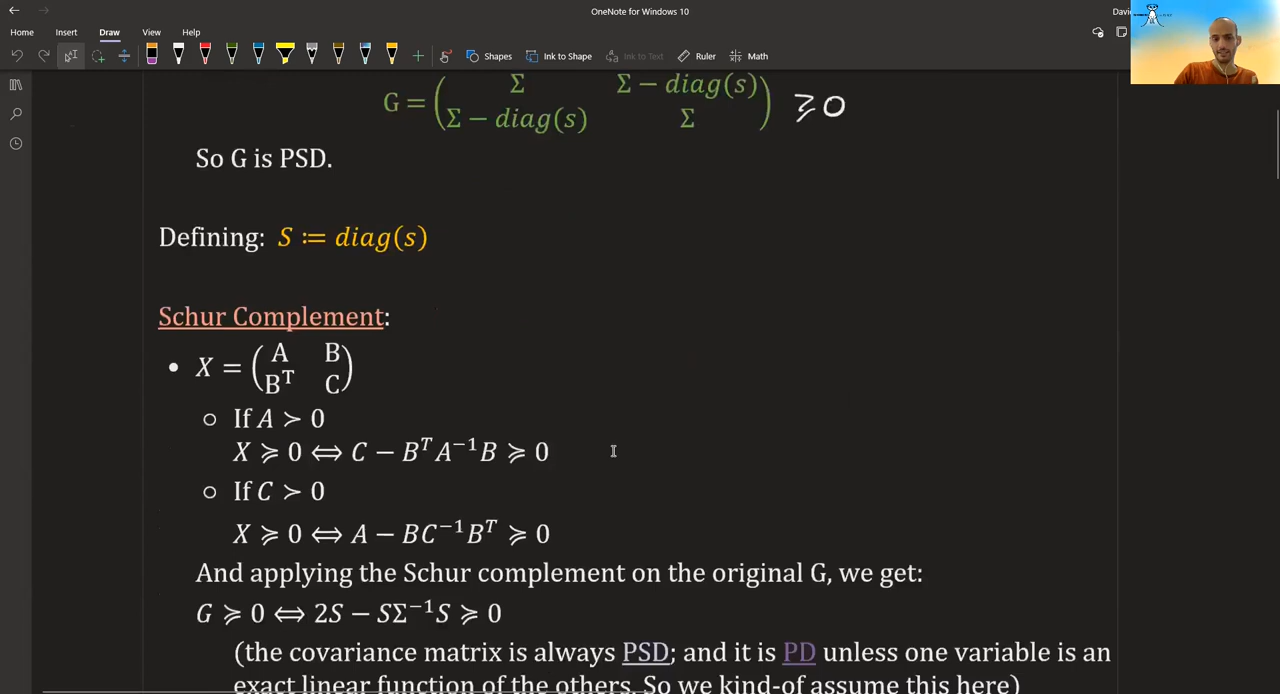 OneNote for Windows 10
Davi
Home Insert Draw View Help
Shapes Ink to Shape Ink to Text Ruler Math
G = ( Σ Σ − diag(s)
Σ − diag(s) Σ ) ≽ 0
So G is PSD.
Defining: S ≔ diag(s)
Schur Complement:
• X = ( A B
Bᵀ C )
○ If A ≻ 0
X ≽ 0 ⟺ C − BᵀA⁻¹B ≽ 0
○ If C ≻ 0
X ≽ 0 ⟺ A − BC⁻¹Bᵀ ≽ 0
And applying the Schur complement on the original G, we get:
G ≽ 0 ⟺ 2S − SΣ⁻¹S ≽ 0
(the covariance matrix is always PSD; and it is PD unless one variable is an
exact linear function of the others. So we kind-of assume this here)